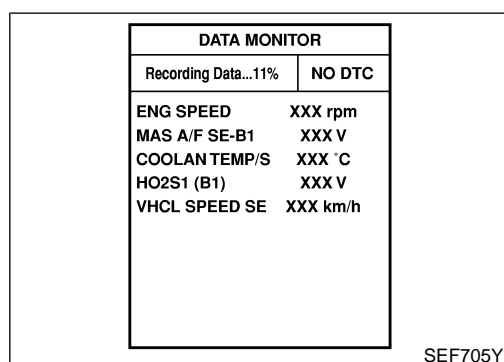 DATA MONITOR
Recording Data...11% NO DTC
ENG SPEED XXX rpm
MAS A/F SE-B1 XXX V
COOLAN TEMP/S XXX °C
HO2S1 (B1) XXX V
VHCL SPEED SE XXX km/h
SEF705Y